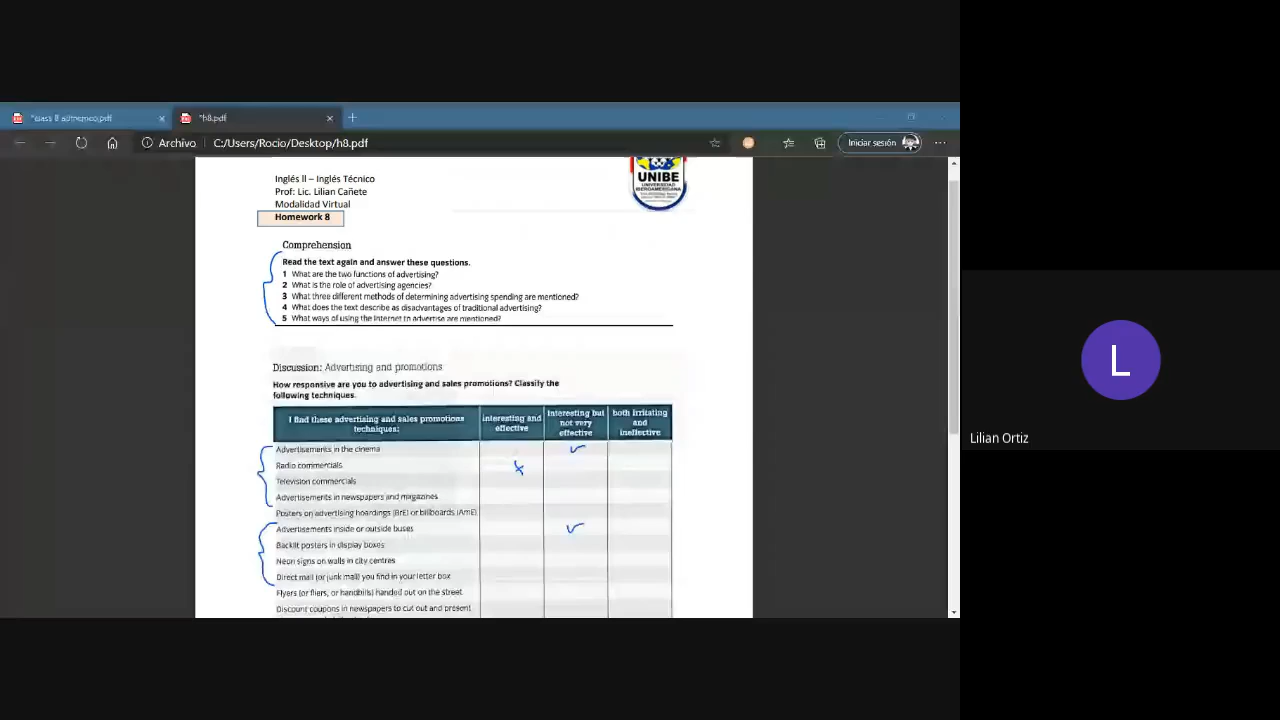 *class 8 authentico.pdf
*h8.pdf
Archivo
C:/Users/Rocio/Desktop/h8.pdf
Iniciar sesión
Inglés II – Inglés Técnico
Prof: Lic. Lilian Cañete
Modalidad Virtual
Homework 8
UNIBE
UNIVERSIDAD
IBEROAMERICANA
Comprehension
Read the text again and answer these questions.
1 What are the two functions of advertising?
2 What is the role of advertising agencies?
3 What three different methods of determining advertising spending are mentioned?
4 What does the text describe as disadvantages of traditional advertising?
5 What ways of using the internet to advertise are mentioned?
Discussion: Advertising and promotions
How responsive are you to advertising and sales promotions? Classify the
following techniques.
I find these advertising and sales promotions
techniques:
interesting and
effective
interesting but
not very
effective
both irritating
and
ineffective
Advertisements in the cinema
Radio commercials
Television commercials
Advertisements in newspapers and magazines
Posters on advertising hoardings (BrE) or billboards (AmE)
Advertisements inside or outside buses
Backlit posters in display boxes
Neon signs on walls in city centres
Direct mail (or junk mail) you find in your letter box
Flyers (or fliers, or handbills) handed out on the street
Discount coupons in newspapers to cut out and present
L
Lilian Ortiz